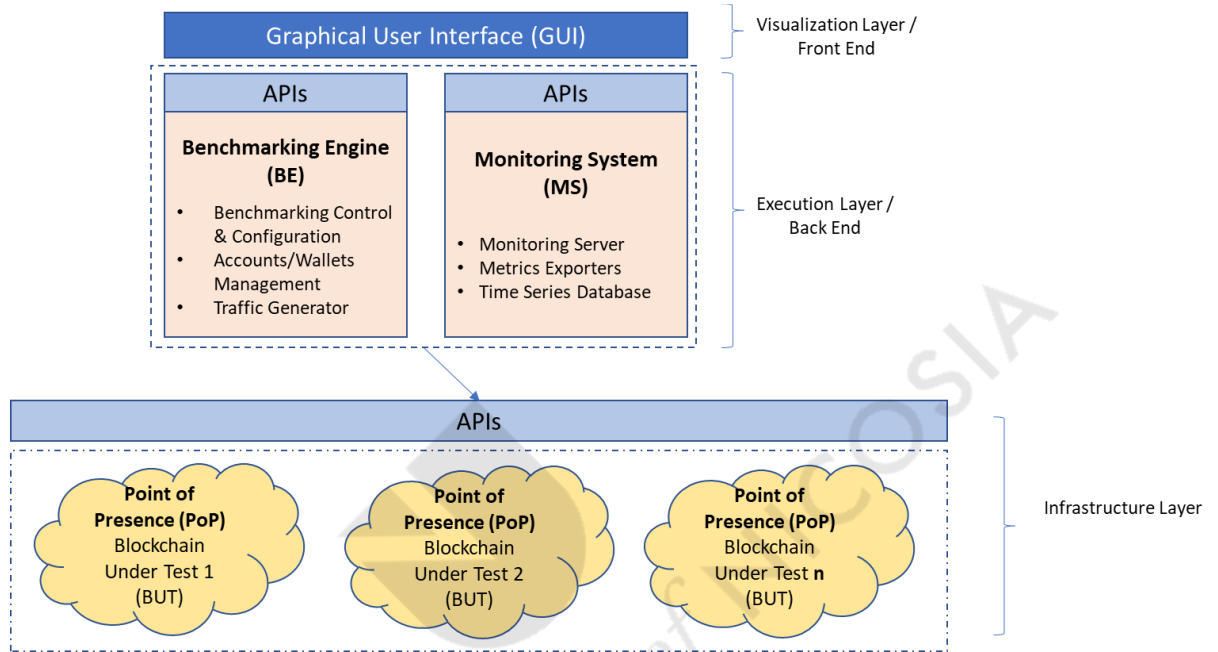 Graphical User Interface (GUI)
Visualization Layer /
Front End
APIs
Benchmarking Engine
(BE)
• Benchmarking Control
& Configuration
• Accounts/Wallets
Management
• Traffic Generator
APIs
Monitoring System
(MS)
• Monitoring Server
• Metrics Exporters
• Time Series Database
Execution Layer /
Back End
APIs
Point of
Presence (PoP)
Blockchain
Under Test 1
(BUT)
Point of
Presence (PoP)
Blockchain
Under Test 2
(BUT)
Point of
Presence (PoP)
Blockchain
Under Test n
(BUT)
Infrastructure Layer
of NICOSIA